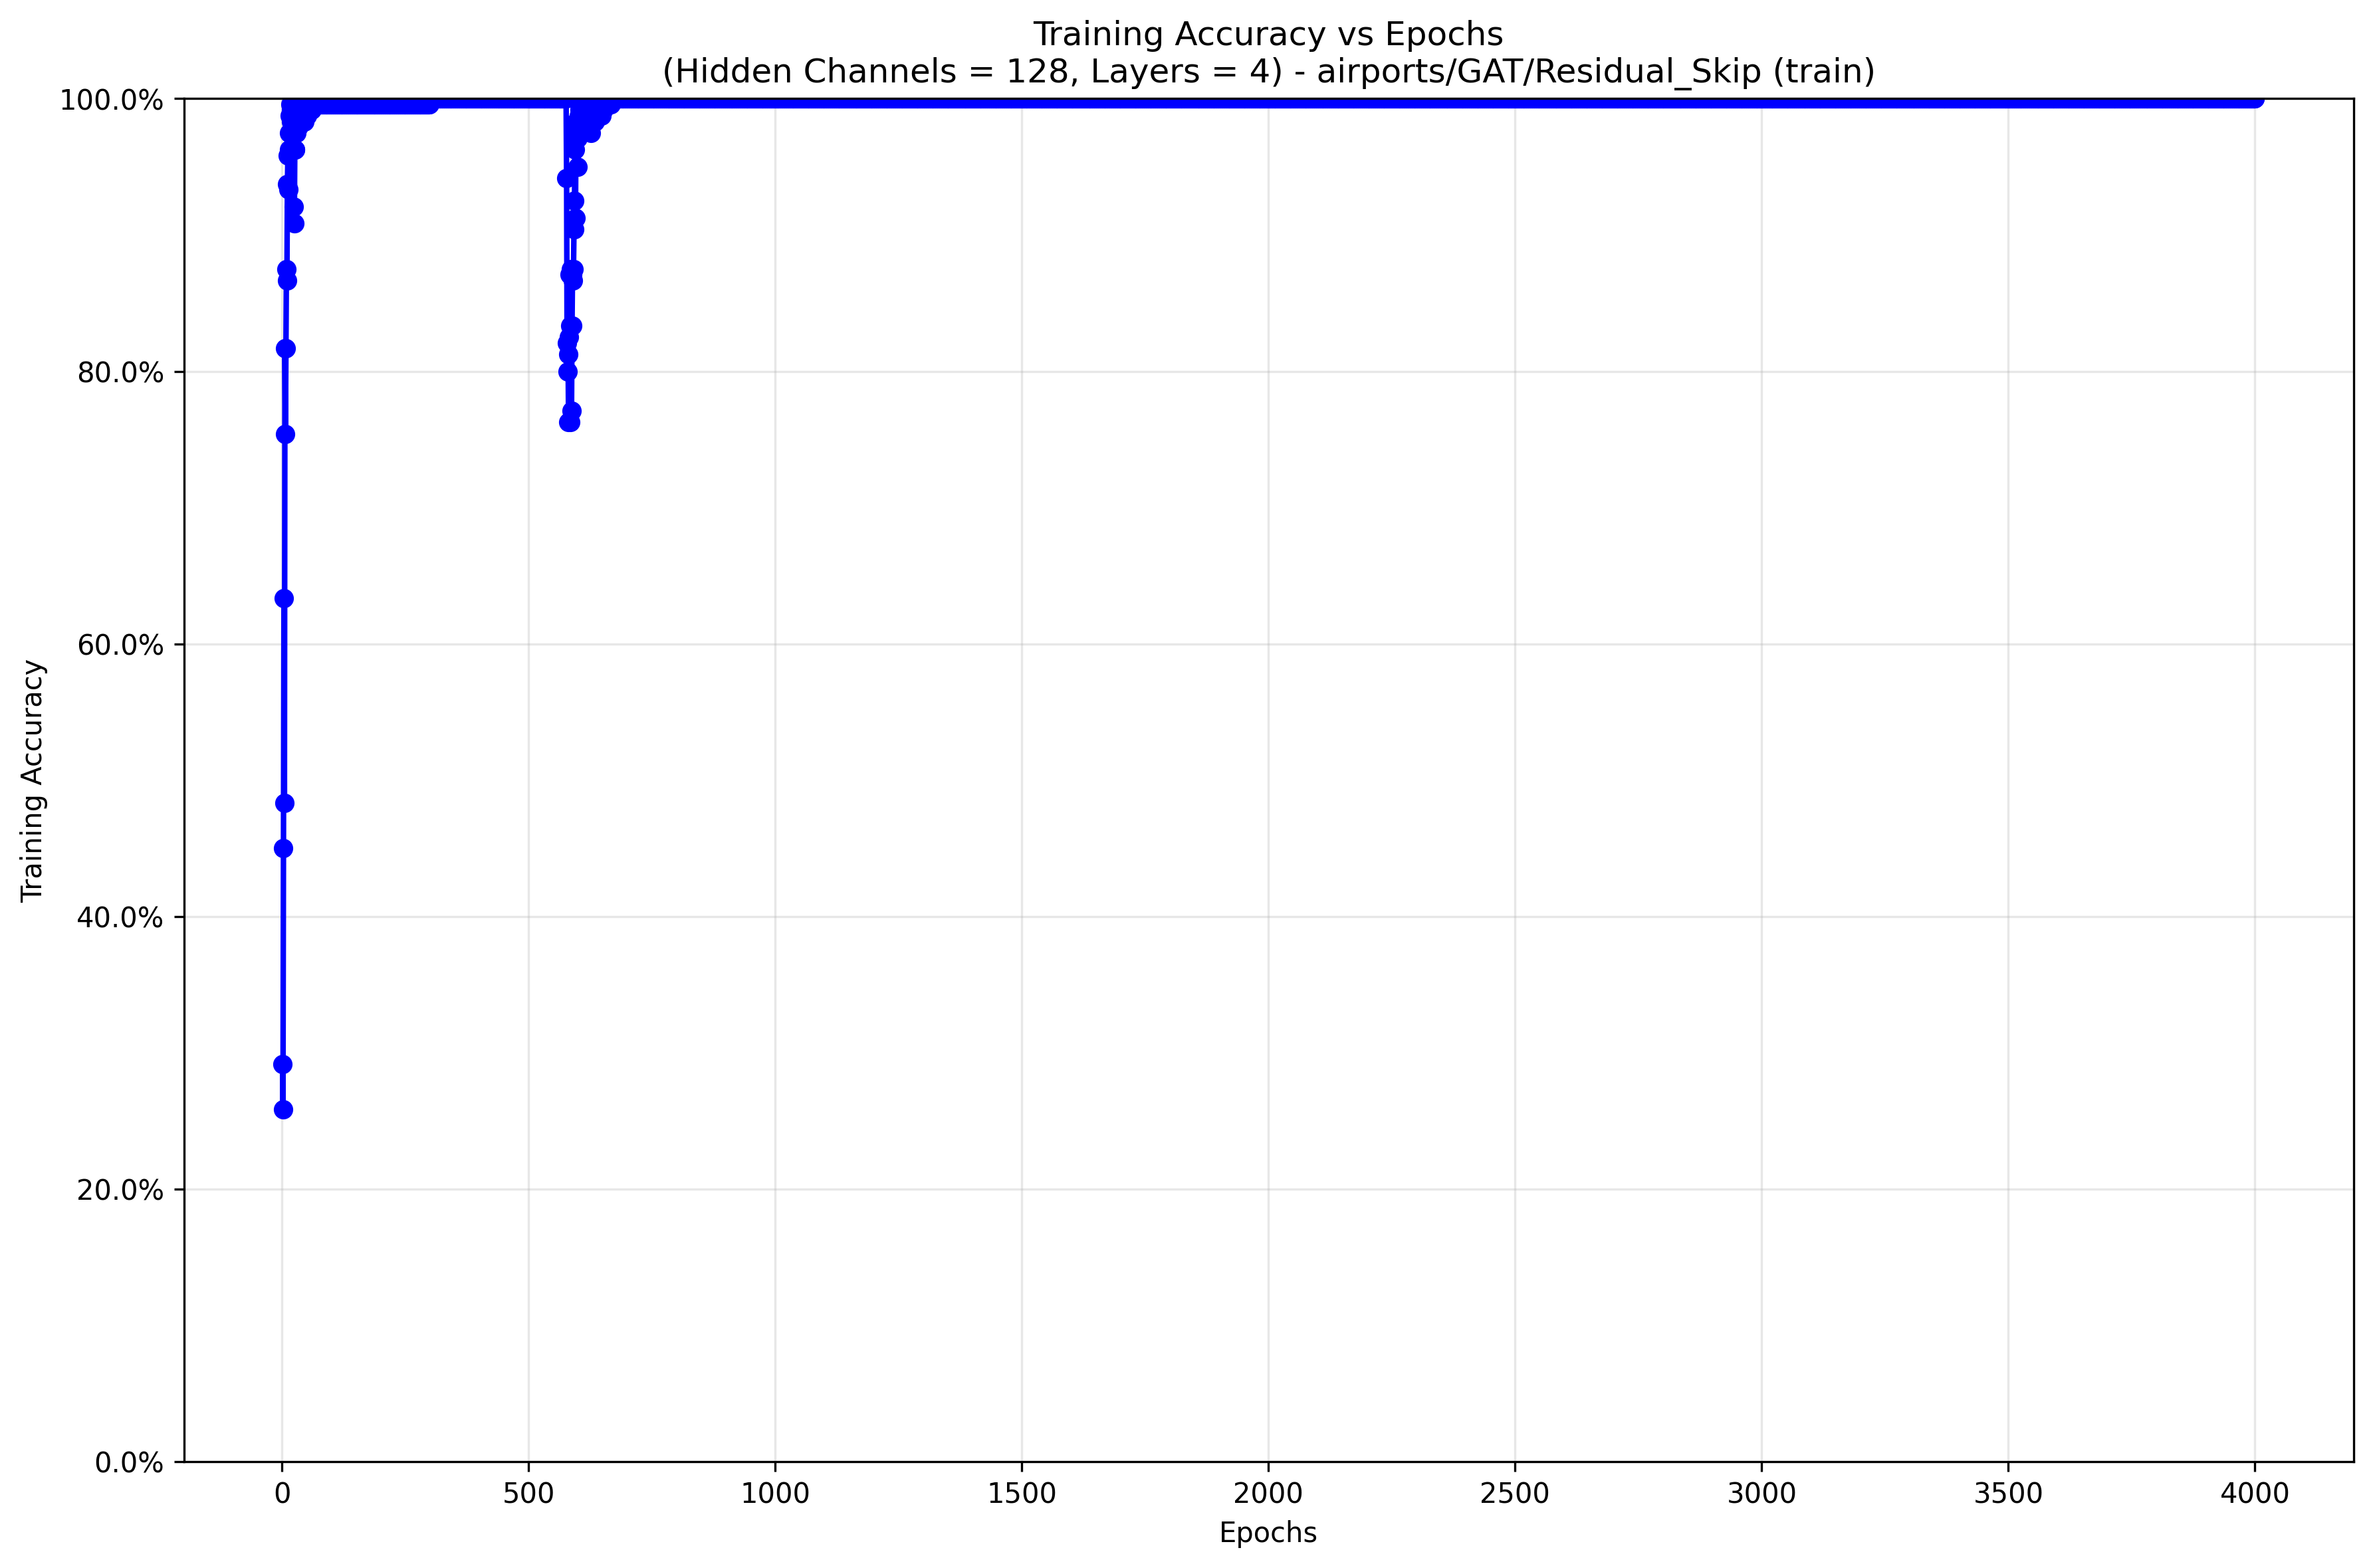 Training Accuracy vs Epochs
(Hidden Channels = 128, Layers = 4) - airports/GAT/Residual_Skip (train)
Training Accuracy
100.0%
80.0%
60.0%
40.0%
20.0%
0.0%
0 500 1000 1500 2000 2500 3000 3500 4000
Epochs